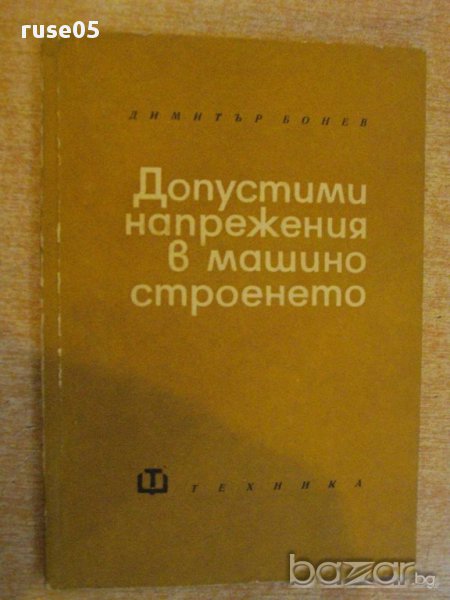 ruse05
ДИМИТЪР БОНЕВ
Допустими
напрежения
в машино
строенето
Т ТЕХНИКА
bazar.bg